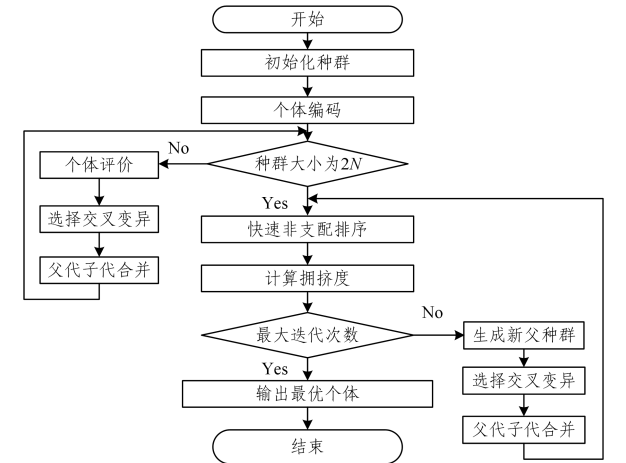 开始
初始化种群
个体编码
种群大小为2N
No
个体评价
选择交叉变异
父代子代合并
Yes
快速非支配排序
计算拥挤度
最大迭代次数
No
生成新父种群
选择交叉变异
父代子代合并
Yes
输出最优个体
结束